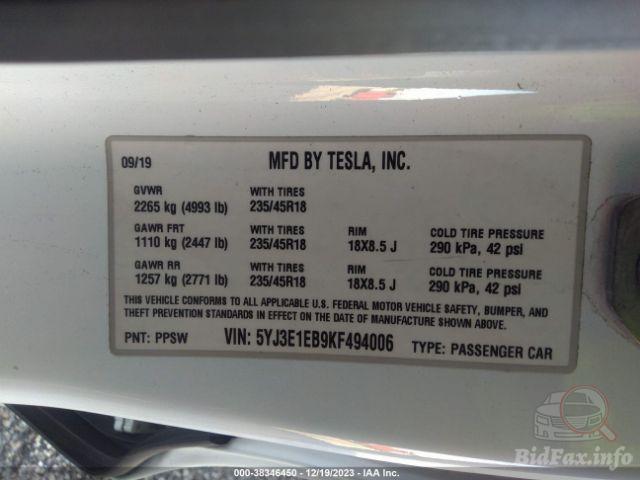 09/19 MFD BY TESLA, INC.
GVWR WITH TIRES
2265 kg (4993 lb) 235/45R18
GAWR FRT WITH TIRES RIM COLD TIRE PRESSURE
1110 kg (2447 lb) 235/45R18 18X8.5 J 290 kPa, 42 psi
GAWR RR WITH TIRES RIM COLD TIRE PRESSURE
1257 kg (2771 lb) 235/45R18 18X8.5 J 290 kPa, 42 psi
THIS VEHICLE CONFORMS TO ALL APPLICABLE U.S. FEDERAL MOTOR VEHICLE SAFETY, BUMPER, AND
THEFT PREVENTION STANDARDS IN EFFECT ON THE DATE OF MANUFACTURE SHOWN ABOVE.
PNT: PPSW VIN: 5YJ3E1EB9KF494006 TYPE: PASSENGER CAR
BidFax.info
000-38346450 - 12/19/2023 - IAA Inc.